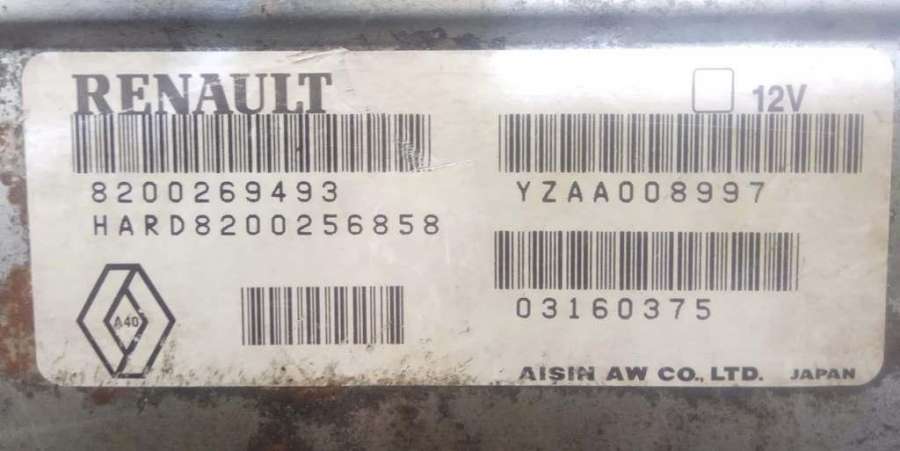 RENAULT
12V
8200269493
YZAA008997
HARD8200256858
03160375
A40
AISIN AW CO., LTD. JAPAN